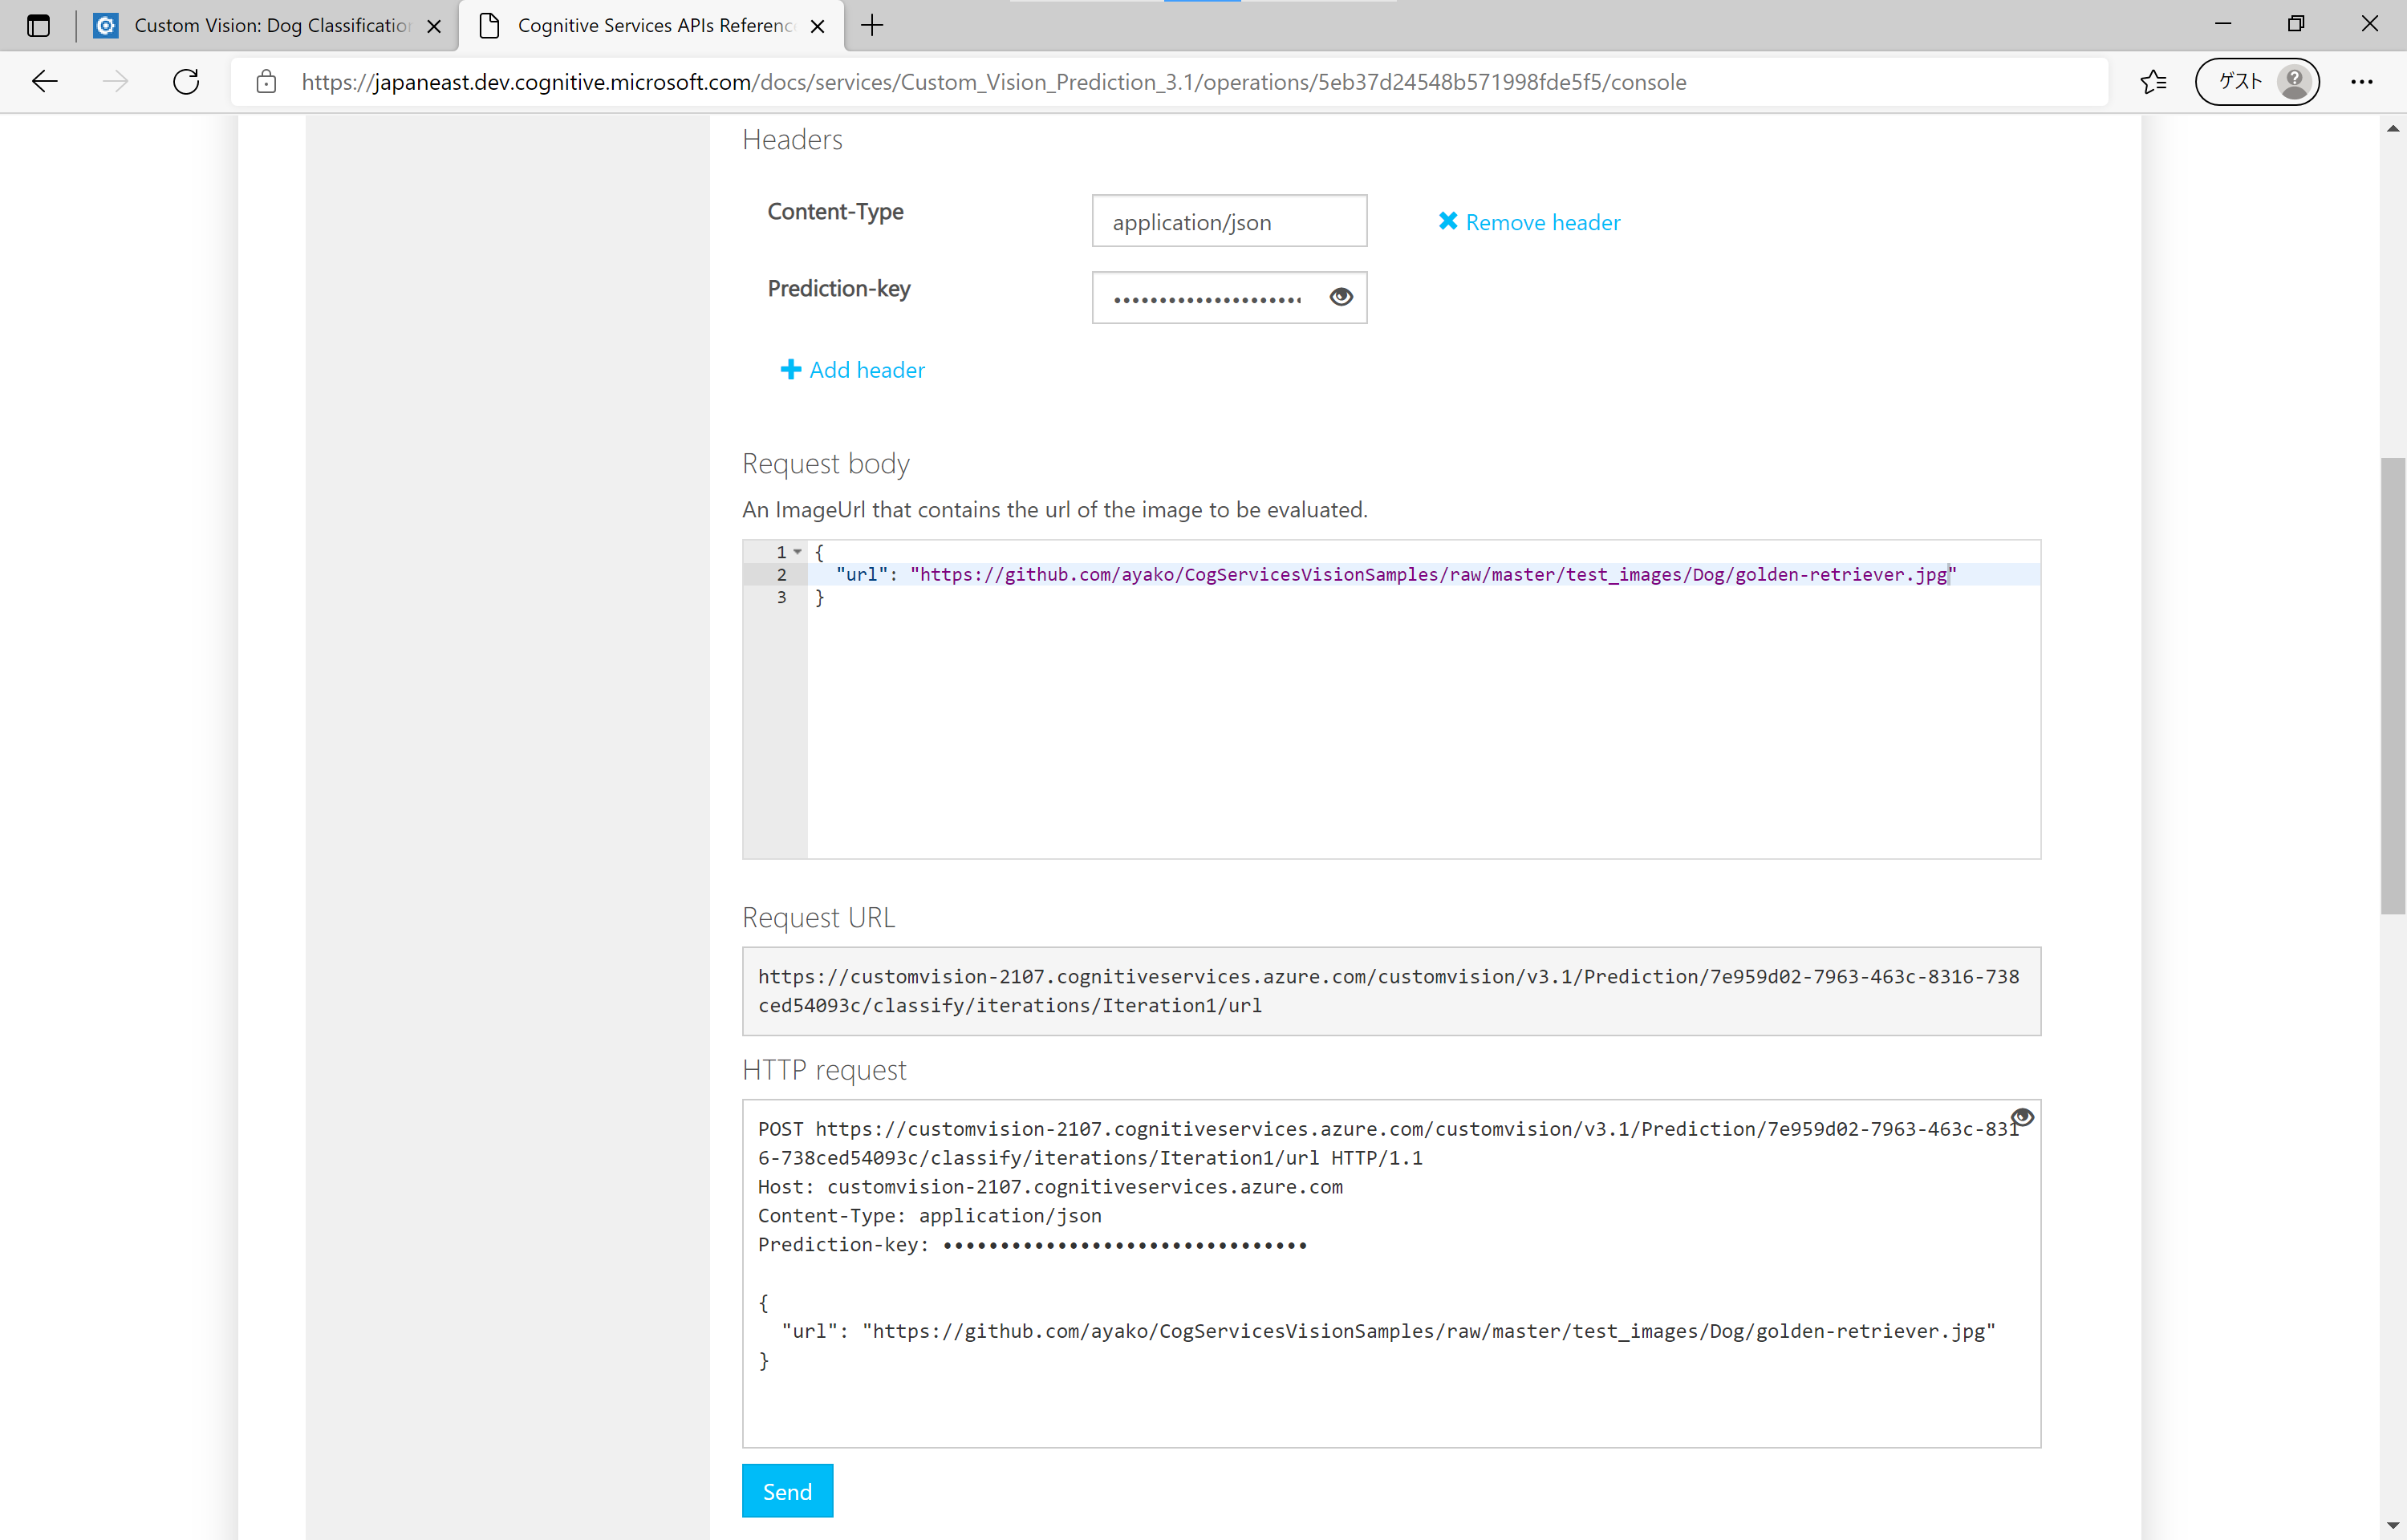 Custom Vision: Dog Classification
Cognitive Services APIs Referenc
https://japaneast.dev.cognitive.microsoft.com/docs/services/Custom_Vision_Prediction_3.1/operations/5eb37d24548b571998fde5f5/console
ゲスト
Headers
Content-Type
application/json
Remove header
Prediction-key
••••••••••••••••••••
Add header
Request body
An ImageUrl that contains the url of the image to be evaluated.
1 {
2 "url": "https://github.com/ayako/CogServicesVisionSamples/raw/master/test_images/Dog/golden-retriever.jpg"
3 }
Request URL
https://customvision-2107.cognitiveservices.azure.com/customvision/v3.1/Prediction/7e959d02-7963-463c-8316-738
ced54093c/classify/iterations/Iteration1/url
HTTP request
POST https://customvision-2107.cognitiveservices.azure.com/customvision/v3.1/Prediction/7e959d02-7963-463c-831
6-738ced54093c/classify/iterations/Iteration1/url HTTP/1.1
Host: customvision-2107.cognitiveservices.azure.com
Content-Type: application/json
Prediction-key: ••••••••••••••••••••••••••••••••
{
"url": "https://github.com/ayako/CogServicesVisionSamples/raw/master/test_images/Dog/golden-retriever.jpg"
}
Send